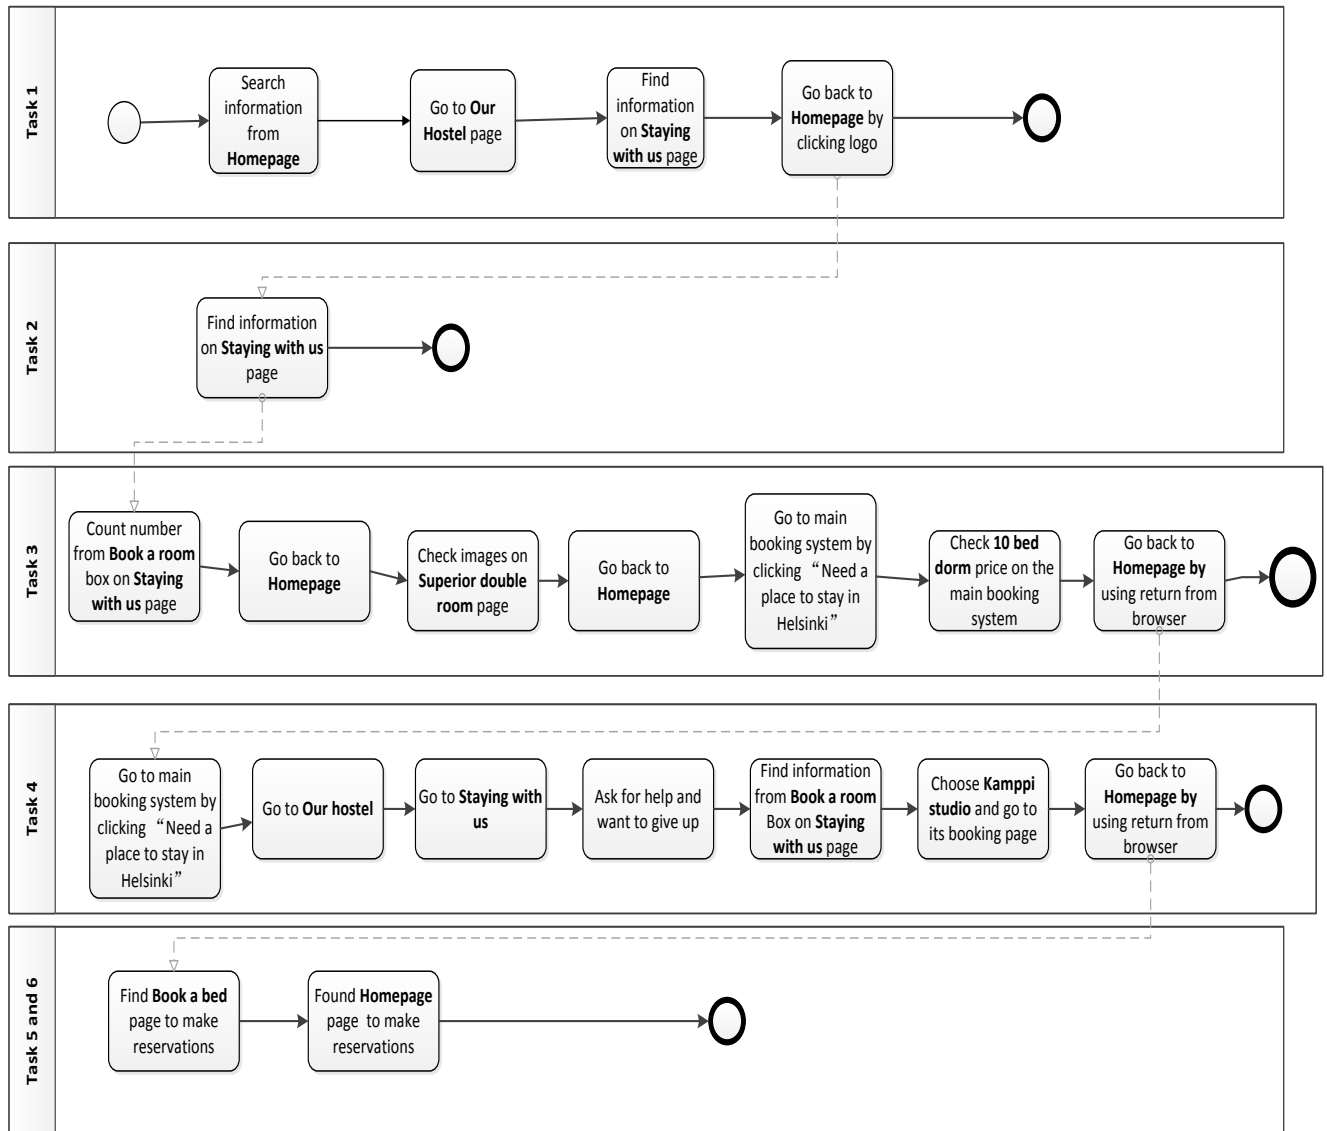 Task 1
Search
information
from
Homepage
Go to Our
Hostel page
Find
information
on Staying
with us page
Go back to
Homepage by
clicking logo
Task 2
Find information
on Staying with us
page
Task 3
Count number
from Book a room
box on Staying
with us page
Go back to
Homepage
Check images on
Superior double
room page
Go back to
Homepage
Go to main
booking system by
clicking “Need a
place to stay in
Helsinki”
Check 10 bed
dorm price on the
main booking
system
Go back to
Homepage by
using return from
browser
Task 4
Go to main
booking system by
clicking “Need a
place to stay in
Helsinki”
Go to Our hostel
Go to Staying with
us
Ask for help and
want to give up
Find information
from Book a room
Box on Staying
with us page
Choose Kamppi
studio and go to
its booking page
Go back to
Homepage by
using return from
browser
Task 5 and 6
Find Book a bed
page to make
reservations
Found Homepage
page to make
reservations